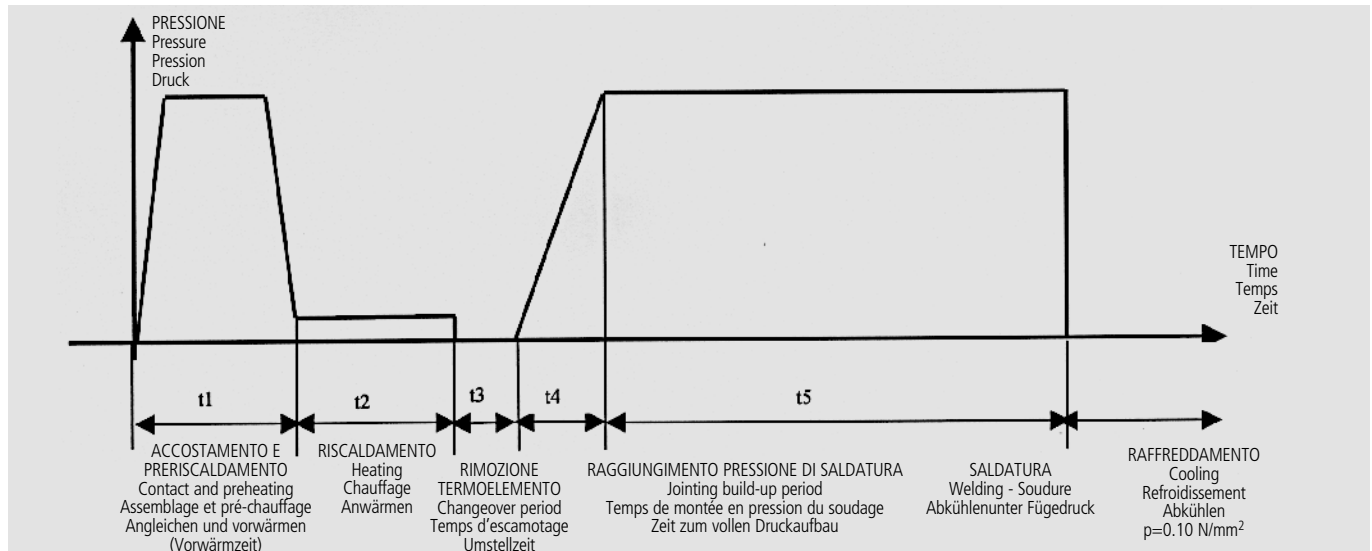 PRESSIONE
Pressure
Pression
Druck
TEMPO
Time
Temps
Zeit
t1
t2
t3
t4
t5
ACCOSTAMENTO E
PRERISCALDAMENTO
Contact and preheating
Assemblage et pré-chauffage
Angleichen und vorwärmen
(Vorwärmzeit)
RISCALDAMENTO
Heating
Chauffage
Anwärmen
RIMOZIONE
TERMOELEMENTO
Changeover period
Temps d'escamotage
Umstellzeit
RAGGIUNGIMENTO PRESSIONE DI SALDATURA
Jointing build-up period
Temps de montée en pression du soudage
Zeit zum vollen Druckaufbau
SALDATURA
Welding - Soudure
Abkühlenunter Fügedruck
RAFFREDDAMENTO
Cooling
Refroidissement
Abkühlen
p=0.10 N/mm²